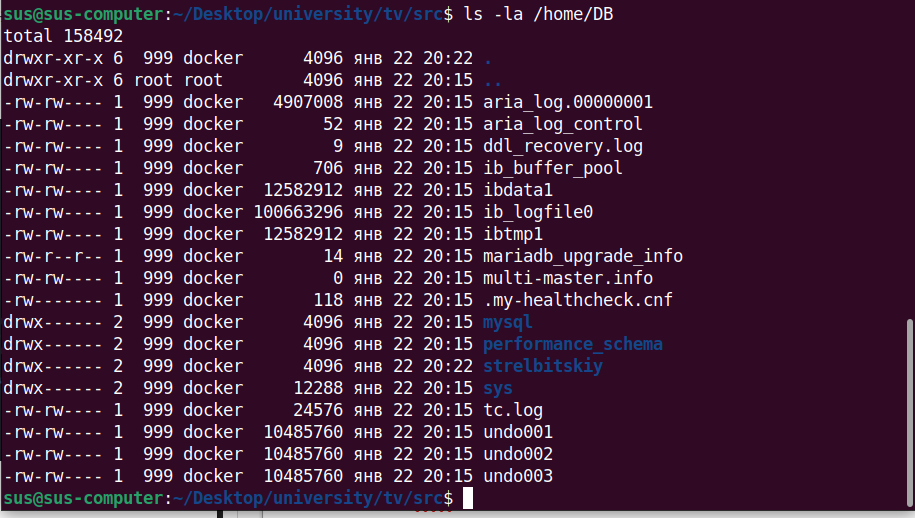 sus@sus-computer:~/Desktop/university/tv/src$ ls -la /home/DB
total 158492
drwxr-xr-x 6  999 docker      4096 янв 22 20:22 .
drwxr-xr-x 6 root root        4096 янв 22 20:15 ..
-rw-rw---- 1  999 docker   4907008 янв 22 20:15 aria_log.00000001
-rw-rw---- 1  999 docker        52 янв 22 20:15 aria_log_control
-rw-rw---- 1  999 docker         9 янв 22 20:15 ddl_recovery.log
-rw-rw---- 1  999 docker       706 янв 22 20:15 ib_buffer_pool
-rw-rw---- 1  999 docker  12582912 янв 22 20:15 ibdata1
-rw-rw---- 1  999 docker 100663296 янв 22 20:15 ib_logfile0
-rw-rw---- 1  999 docker  12582912 янв 22 20:15 ibtmp1
-rw-r--r-- 1  999 docker        14 янв 22 20:15 mariadb_upgrade_info
-rw-rw---- 1  999 docker         0 янв 22 20:15 multi-master.info
-rw------- 1  999 docker       118 янв 22 20:15 .my-healthcheck.cnf
drwx------ 2  999 docker      4096 янв 22 20:15 mysql
drwx------ 2  999 docker      4096 янв 22 20:15 performance_schema
drwx------ 2  999 docker      4096 янв 22 20:22 strelbitskiy
drwx------ 2  999 docker     12288 янв 22 20:15 sys
-rw-rw---- 1  999 docker     24576 янв 22 20:15 tc.log
-rw-rw---- 1  999 docker  10485760 янв 22 20:15 undo001
-rw-rw---- 1  999 docker  10485760 янв 22 20:15 undo002
-rw-rw---- 1  999 docker  10485760 янв 22 20:15 undo003
sus@sus-computer:~/Desktop/university/tv/src$